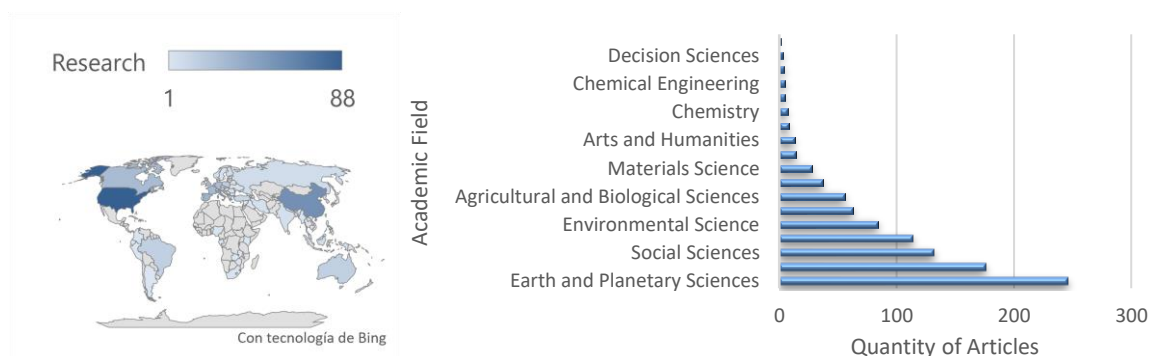 Research
1 88
Con tecnología de Bing
Academic Field
Decision Sciences
Chemical Engineering
Chemistry
Arts and Humanities
Materials Science
Agricultural and Biological Sciences
Environmental Science
Social Sciences
Earth and Planetary Sciences
0 100 200 300
Quantity of Articles